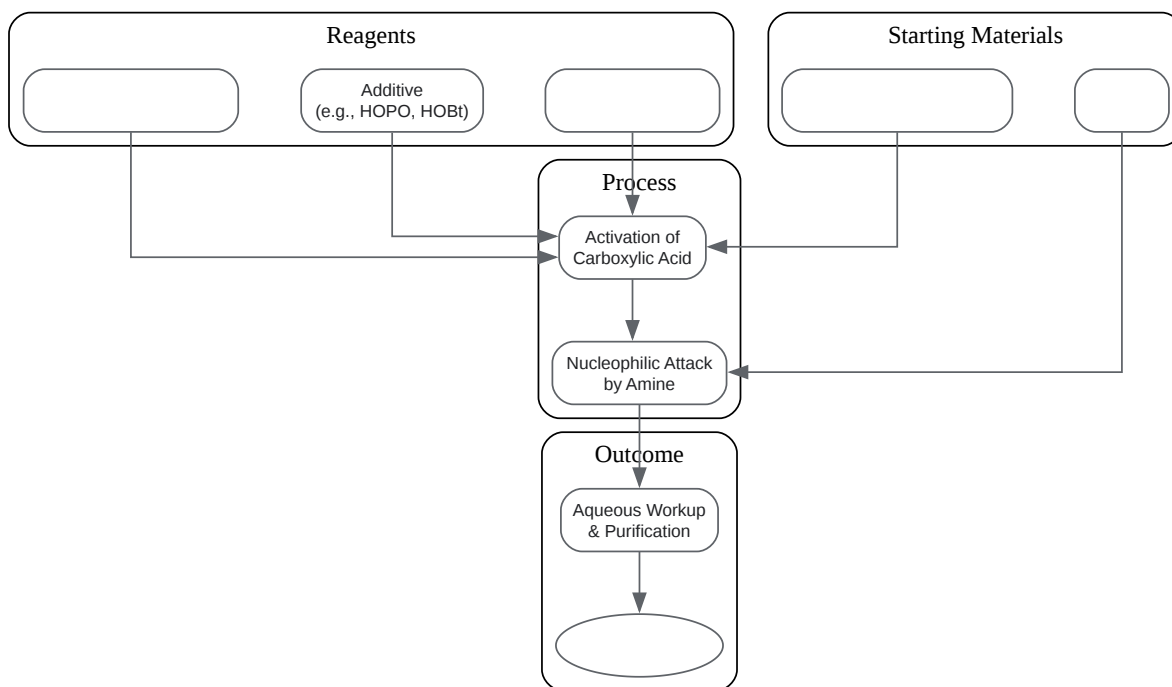 Reagents
Starting Materials
Additive
(e.g., HOPO, HOBt)
Process
Activation of
Carboxylic Acid
Nucleophilic Attack
by Amine
Outcome
Aqueous Workup
& Purification